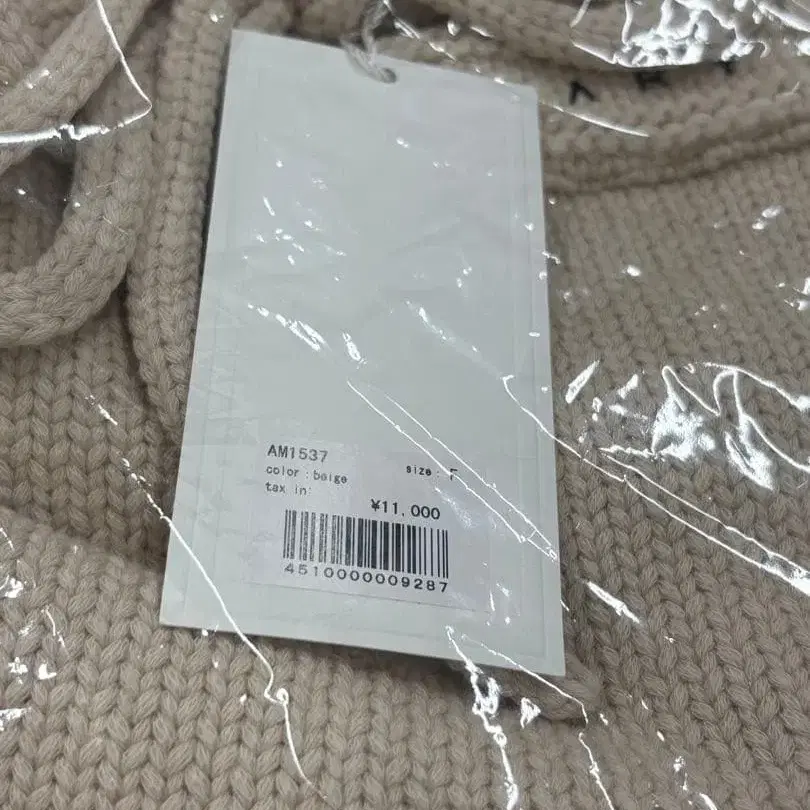 AM1537
color : beige size : F
tax in:
¥11,000
4510000009287